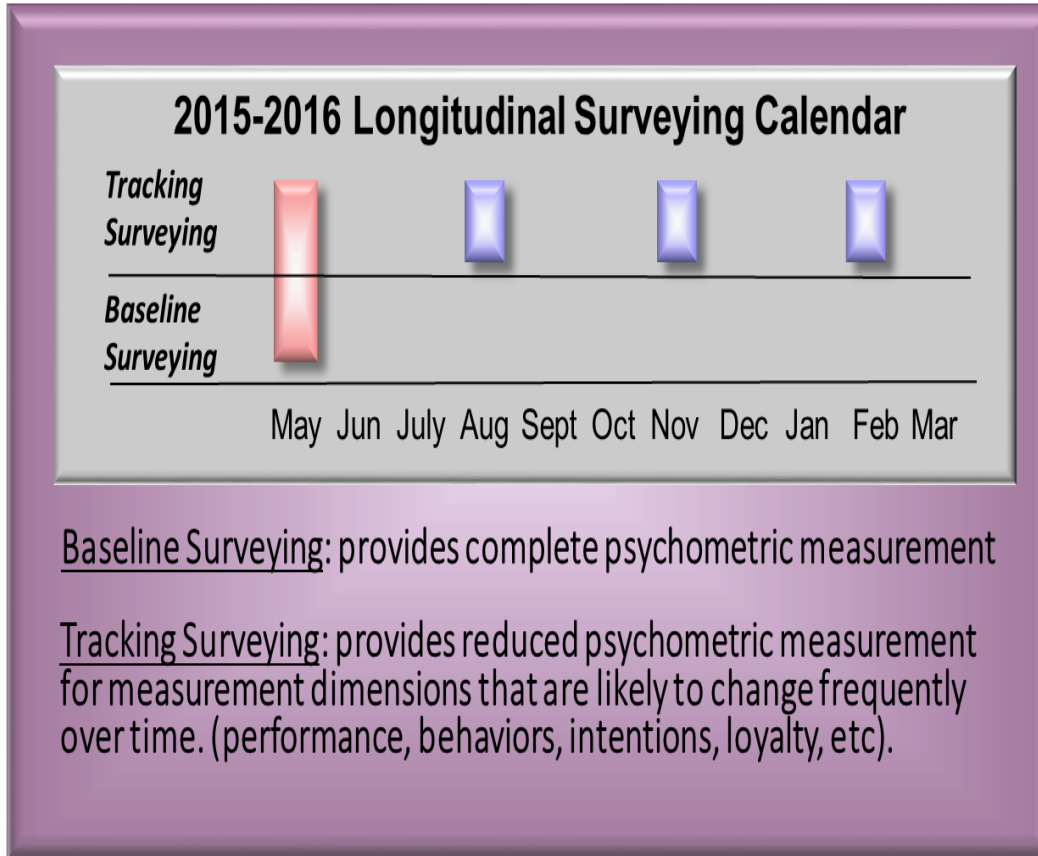 2015-2016 Longitudinal Surveying Calendar
Tracking
Surveying
Baseline
Surveying
May Jun July Aug Sept Oct Nov Dec Jan Feb Mar
Baseline Surveying: provides complete psychometric measurement
Tracking Surveying: provides reduced psychometric measurement
for measurement dimensions that are likely to change frequently
over time. (performance, behaviors, intentions, loyalty, etc).